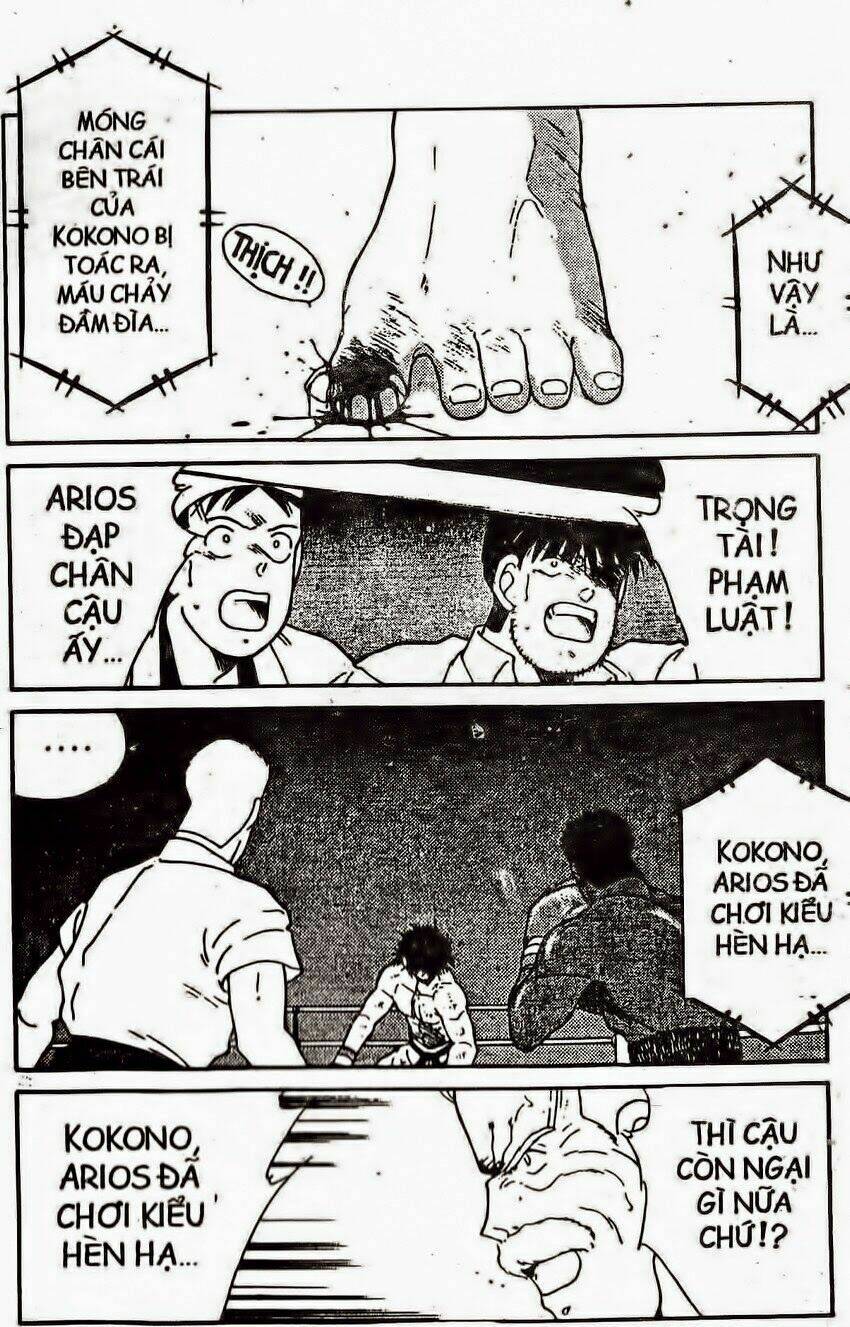 NHƯ
VẬY
LÀ...
THỊCH!!
MÓNG
CHÂN CÁI
BÊN TRÁI
CỦA
KOKONO BỊ
TOÁC RA,
MÁU CHẢY
ĐẦM ĐÌA...
TRỌNG
TÀI!
PHẠM
LUẬT!
ARIOS
ĐẠP
CHÂN
CẬU
ẤY...
KOKONO,
ARIOS ĐÃ
CHƠI KIỂU
HÈN HẠ...
....
THÌ CẬU
CÒN NGẠI
GÌ NỮA
CHỨ!?
KOKONO,
ARIOS ĐÃ
CHƠI KIỂU
HÈN HẠ...